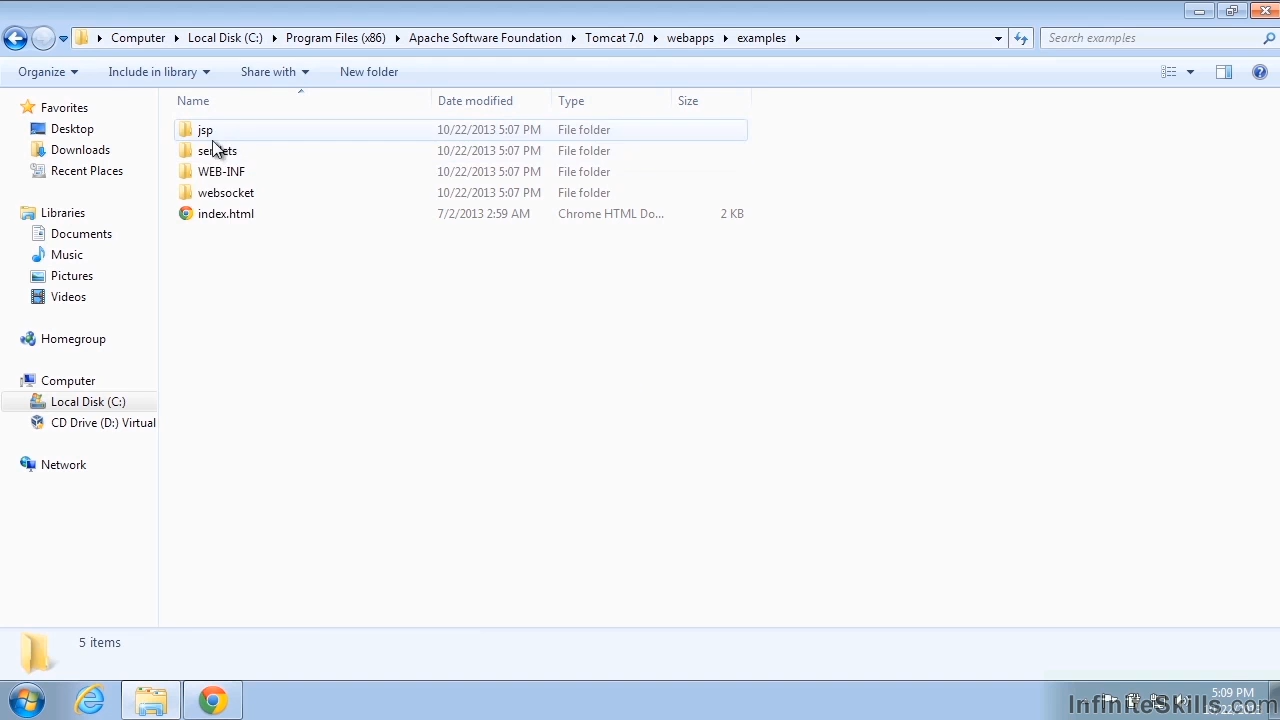 Computer Local Disk (C:) Program Files (x86) Apache Software Foundation Tomcat 7.0 webapps examples Search examples
Organize Include in library Share with New folder
Name Date modified Type Size
Favorites
Desktop
Downloads
Recent Places
Libraries
Documents
Music
Pictures
Videos
Homegroup
Computer
Local Disk (C:)
CD Drive (D:) Virtual
Network
jsp 10/22/2013 5:07 PM File folder
10/22/2013 5:07 PM File folder
WEB-INF 10/22/2013 5:07 PM File folder
websocket 10/22/2013 5:07 PM File folder
index.html 7/2/2013 2:59 AM Chrome HTML Do... 2 KB
5 items
5:09 PM
InfiniteSkills.com